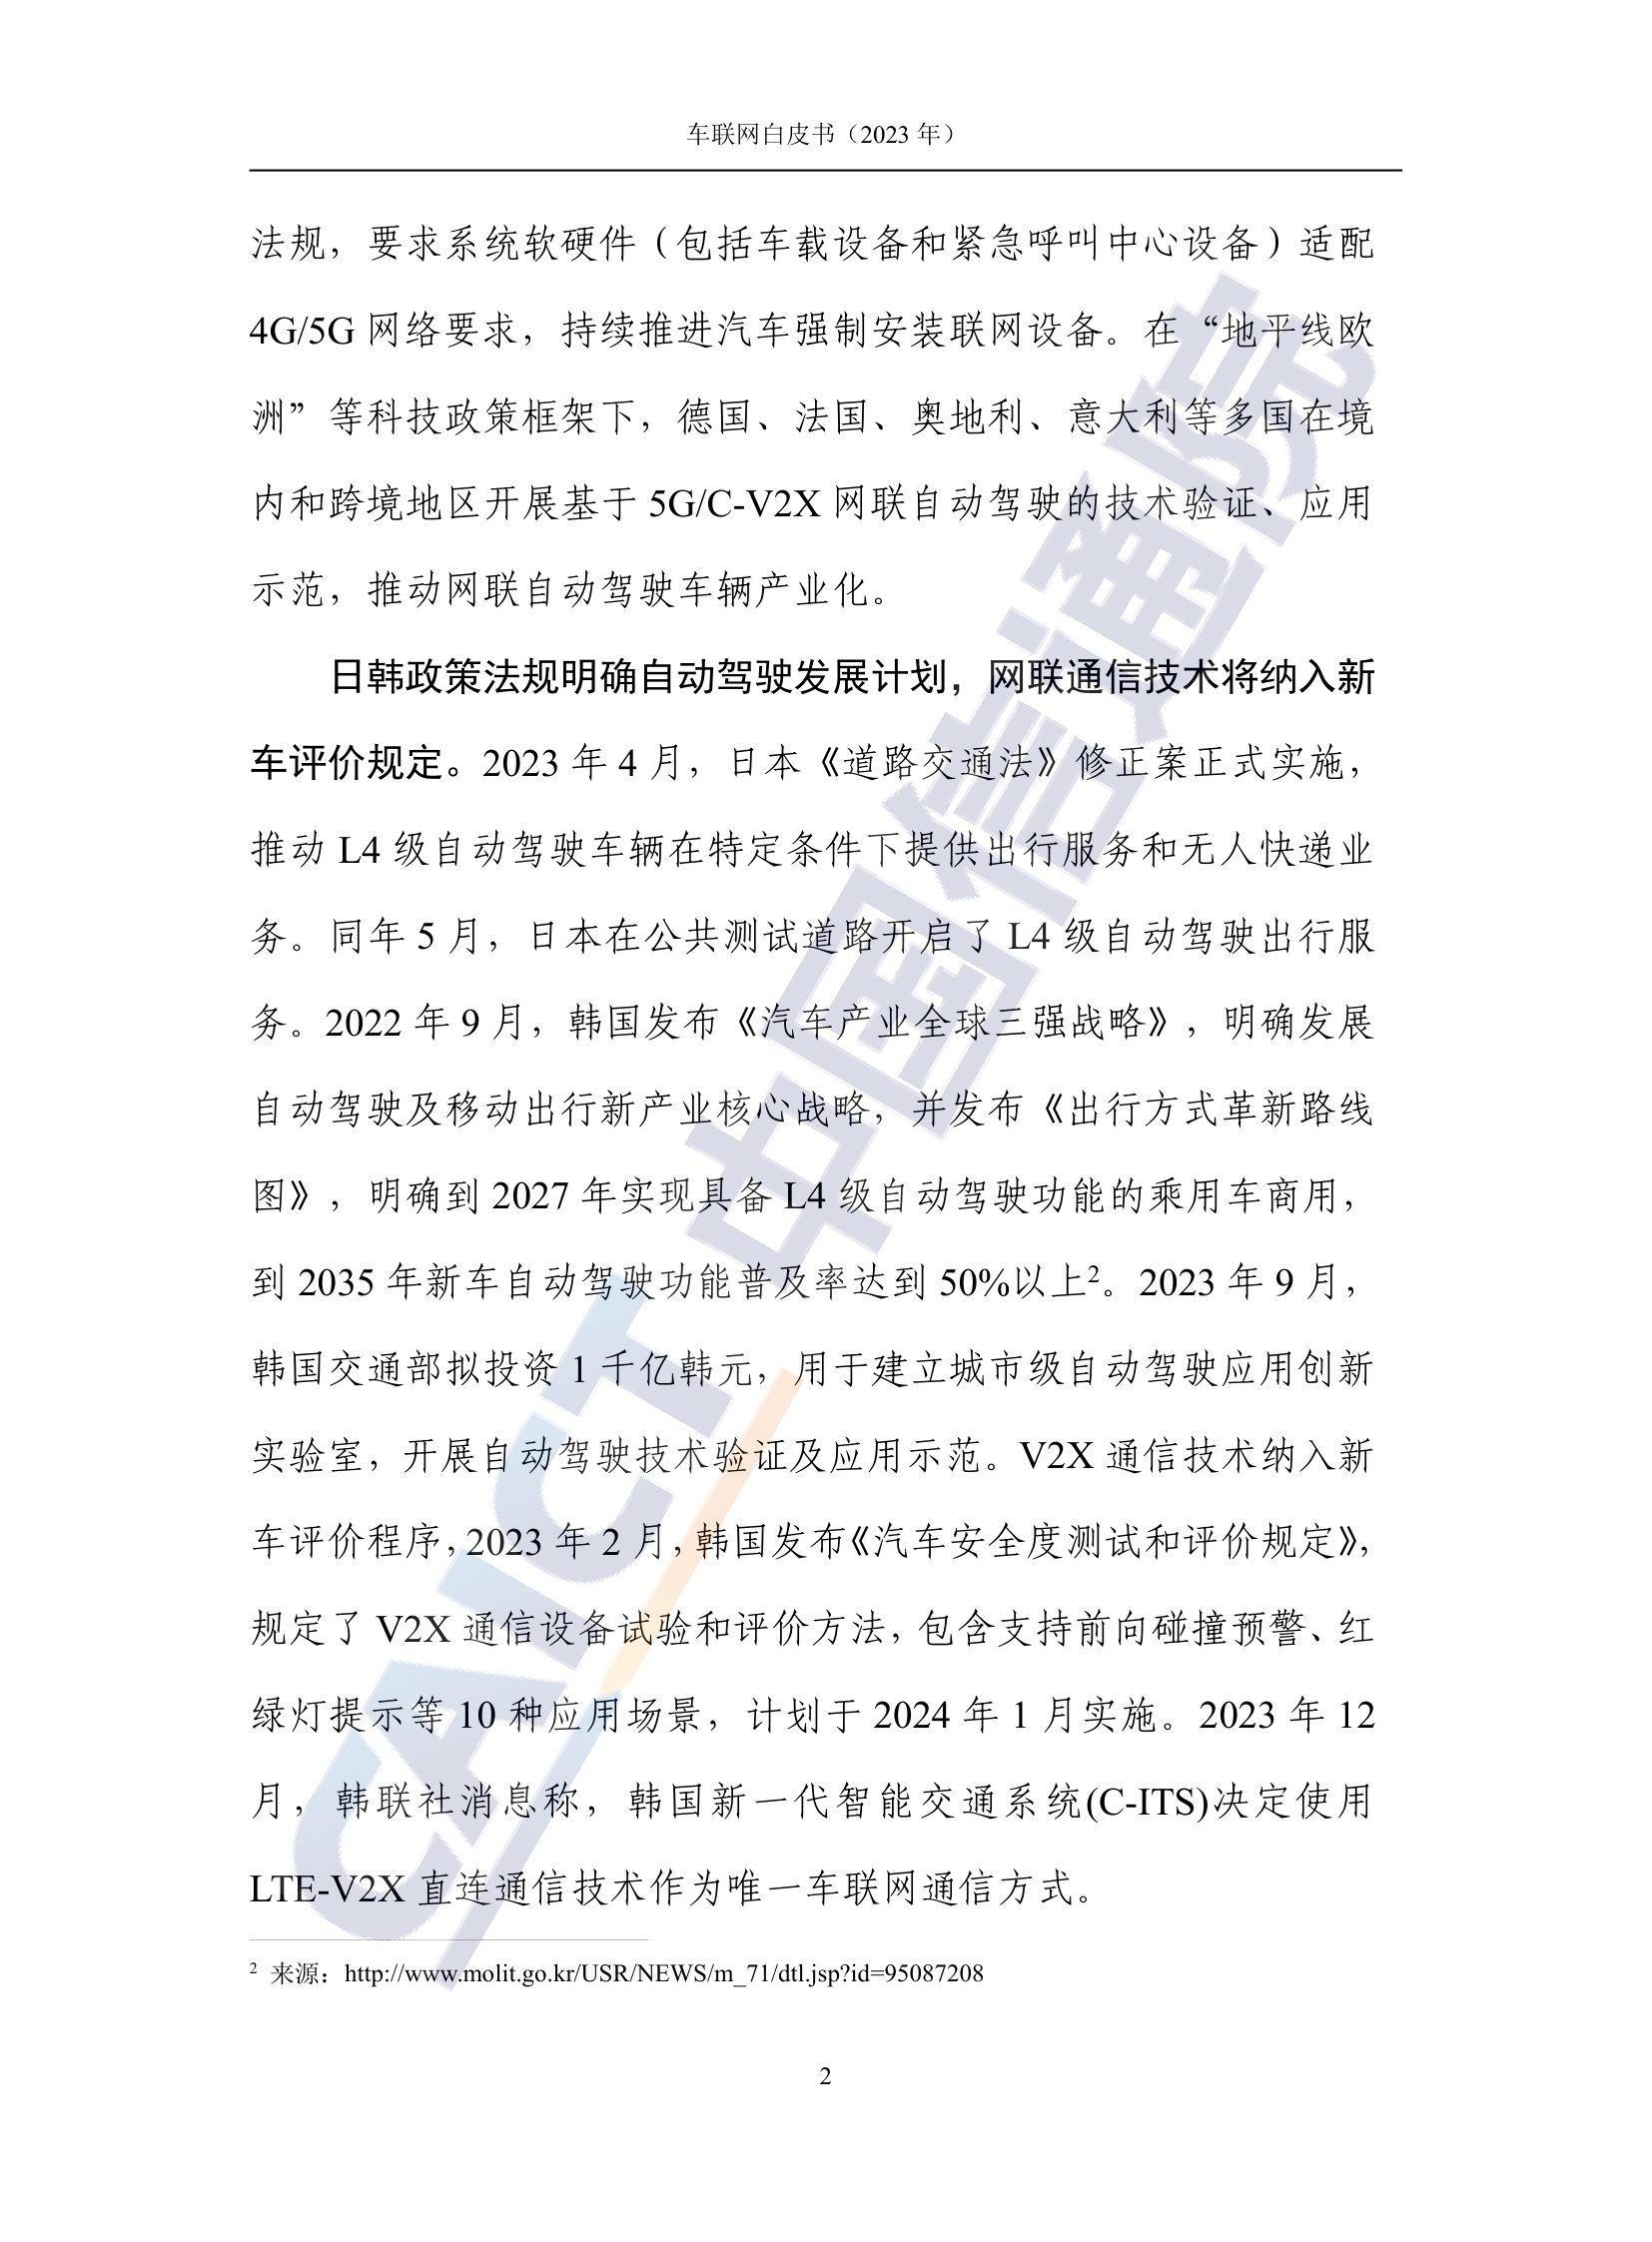 车联网白皮书（2023 年）
法规，要求系统软硬件（包括车载设备和紧急呼叫中心设备）适配
4G/5G 网络要求，持续推进汽车强制安装联网设备。在“地平线欧
洲”等科技政策框架下，德国、法国、奥地利、意大利等多国在境
内和跨境地区开展基于 5G/C-V2X 网联自动驾驶的技术验证、应用
示范，推动网联自动驾驶车辆产业化。
日韩政策法规明确自动驾驶发展计划，网联通信技术将纳入新
车评价规定。2023 年 4 月，日本《道路交通法》修正案正式实施，
推动 L4 级自动驾驶车辆在特定条件下提供出行服务和无人快递业
务。同年 5 月，日本在公共测试道路开启了 L4 级自动驾驶出行服
务。2022 年 9 月，韩国发布《汽车产业全球三强战略》，明确发展
自动驾驶及移动出行新产业核心战略，并发布《出行方式革新路线
图》，明确到 2027 年实现具备 L4 级自动驾驶功能的乘用车商用，
到 2035 年新车自动驾驶功能普及率达到 50%以上²。2023 年 9 月，
韩国交通部拟投资 1 千亿韩元，用于建立城市级自动驾驶应用创新
实验室，开展自动驾驶技术验证及应用示范。V2X 通信技术纳入新
车评价程序，2023 年 2 月，韩国发布《汽车安全度测试和评价规定》，
规定了 V2X 通信设备试验和评价方法，包含支持前向碰撞预警、红
绿灯提示等 10 种应用场景，计划于 2024 年 1 月实施。2023 年 12
月，韩联社消息称，韩国新一代智能交通系统(C-ITS)决定使用
LTE-V2X 直连通信技术作为唯一车联网通信方式。
² 来源：http://www.molit.go.kr/USR/NEWS/m_71/dtl.jsp?id=95087208
2
CAICT 中国信通院